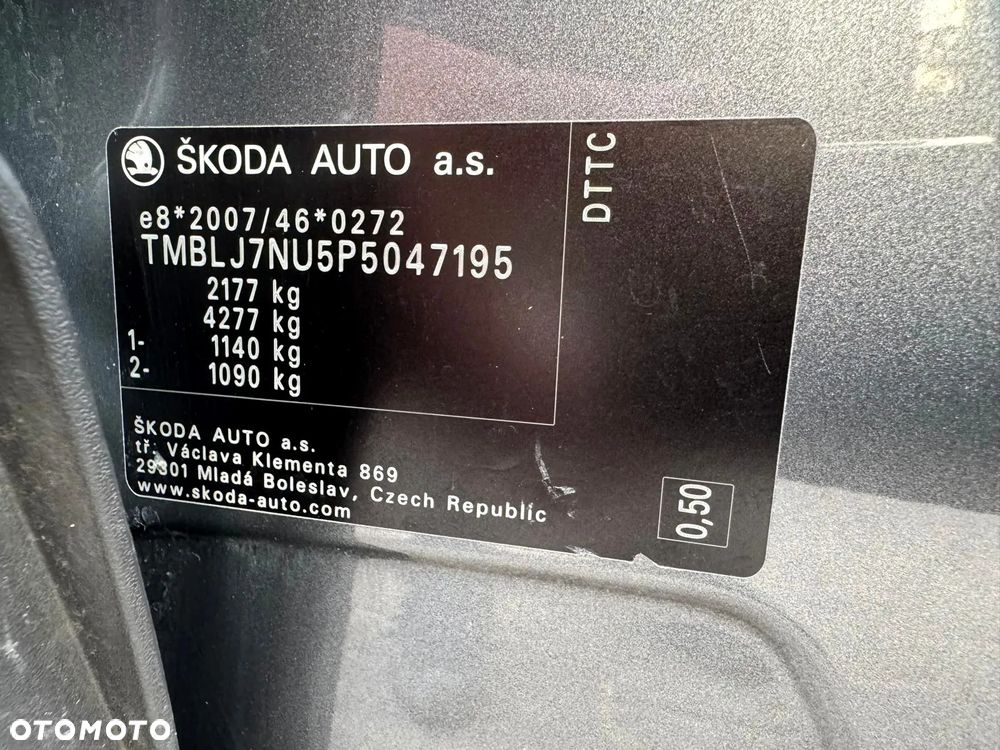 ŠKODA AUTO a.s.
e8*2007/46*0272
TMBLJ7NU5P5047195
2177 kg
4277 kg
1- 1140 kg
2- 1090 kg
DTTC
ŠKODA AUTO a.s.
tř. Václava Klementa 869
29301 Mladá Boleslav, Czech Republic
www.skoda-auto.com
0,50
OTOMOTO